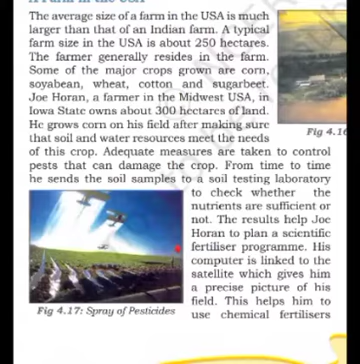 The average size of a farm in the USA is much
larger than that of an Indian farm. A typical
farm size in the USA is about 250 hectares.
The farmer generally resides in the farm.
Some of the major crops grown are corn,
soyabean, wheat, cotton and sugarbeet.
Joe Horan, a farmer in the Midwest USA, in
Iowa State owns about 300 hectares of land.
He grows corn on his field after making sure
that soil and water resources meet the needs
of this crop. Adequate measures are taken to control
pests that can damage the crop. From time to time
he sends the soil samples to a soil testing laboratory
to check whether the
nutrients are sufficient or
not. The results help Joe
Horan to plan a scientific
fertiliser programme. His
computer is linked to the
satellite which gives him
a precise picture of his
field. This helps him to
use chemical fertilisers
Fig 4.16
Fig 4.17: Spray of Pesticides